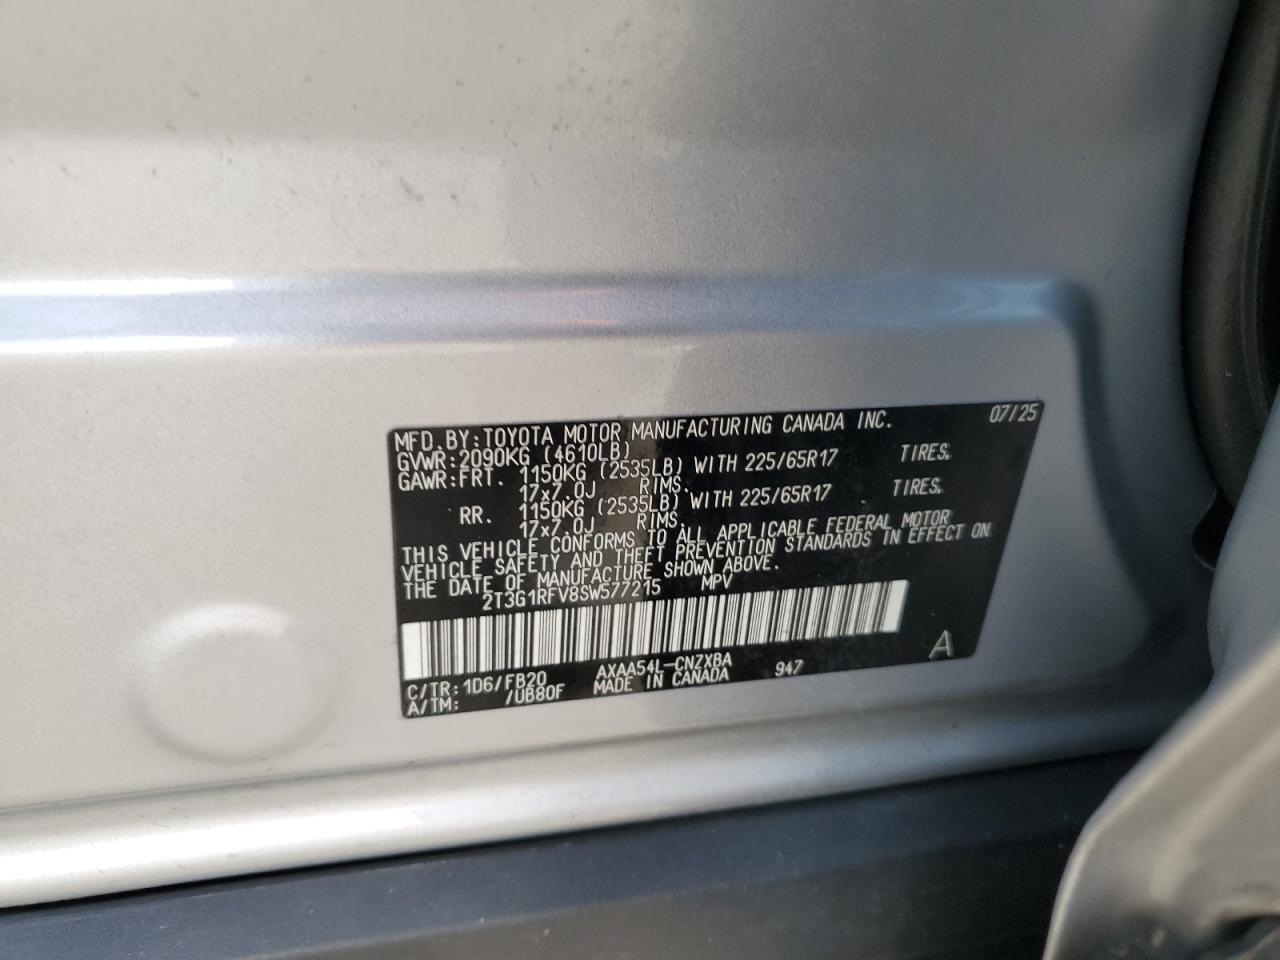 MFD. BY: TOYOTA MOTOR MANUFACTURING CANADA INC. 07/25
GVWR: 2090KG (4610LB)
GAWR: FRT. 1150KG (2535LB) WITH 225/65R17 TIRES.
17x7.0J RIMS.
RR. 1150KG (2535LB) WITH 225/65R17 TIRES.
17x7.0J RIMS.
THIS VEHICLE CONFORMS TO ALL APPLICABLE FEDERAL MOTOR
VEHICLE SAFETY AND THEFT PREVENTION STANDARDS IN EFFECT ON
THE DATE OF MANUFACTURE SHOWN ABOVE.
2T3G1RFV8SW577215 MPV
C/TR: 1D6/FB20 AXAA54L-CNZXBA 947 A
A/TM: /UB80F MADE IN CANADA